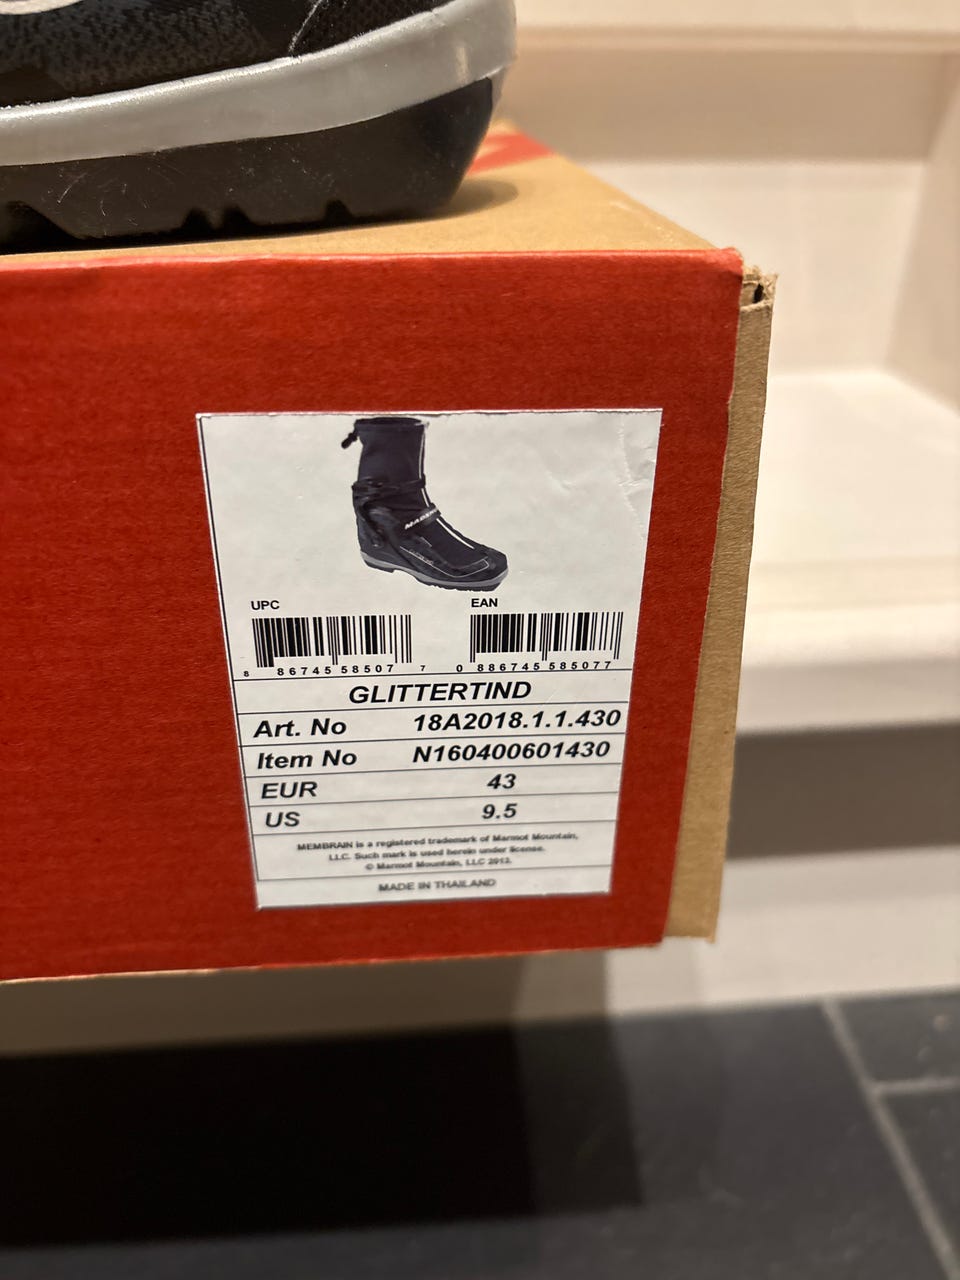 MADSHUS
UPC
EAN
8 86745 58507 7
0 886745 585077
GLITTERTIND
Art. No 18A2018.1.1.430
Item No N160400601430
EUR 43
US 9.5
MEMBRAIN is a registered trademark of Marmot Mountain,
LLC. Such mark is used herein under license.
© Marmot Mountain, LLC 2013.
MADE IN THAILAND